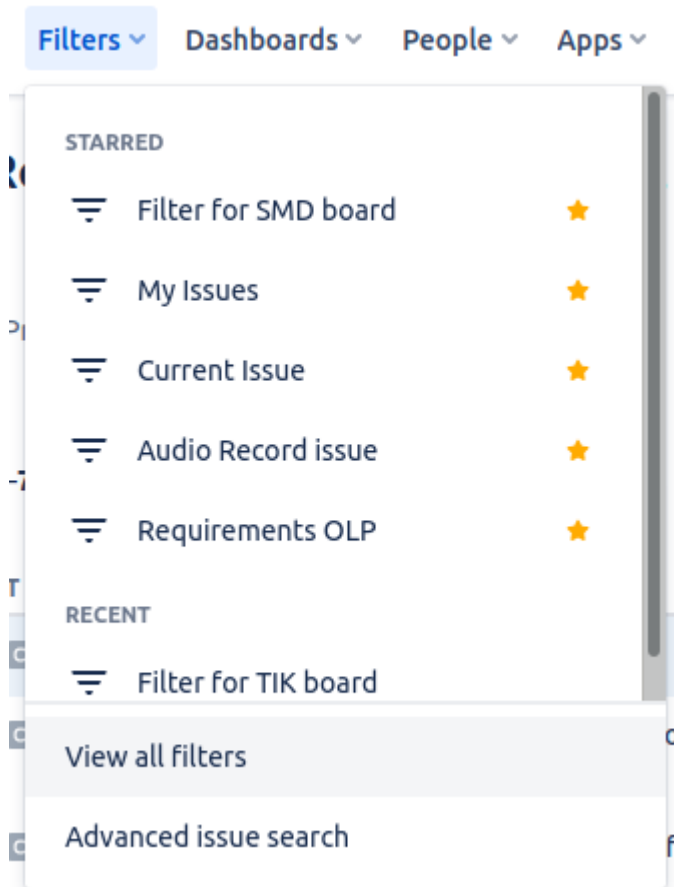 Filters Dashboards People Apps
STARRED
Filter for SMD board
My Issues
Current Issue
Audio Record issue
Requirements OLP
RECENT
Filter for TIK board
View all filters
Advanced issue search